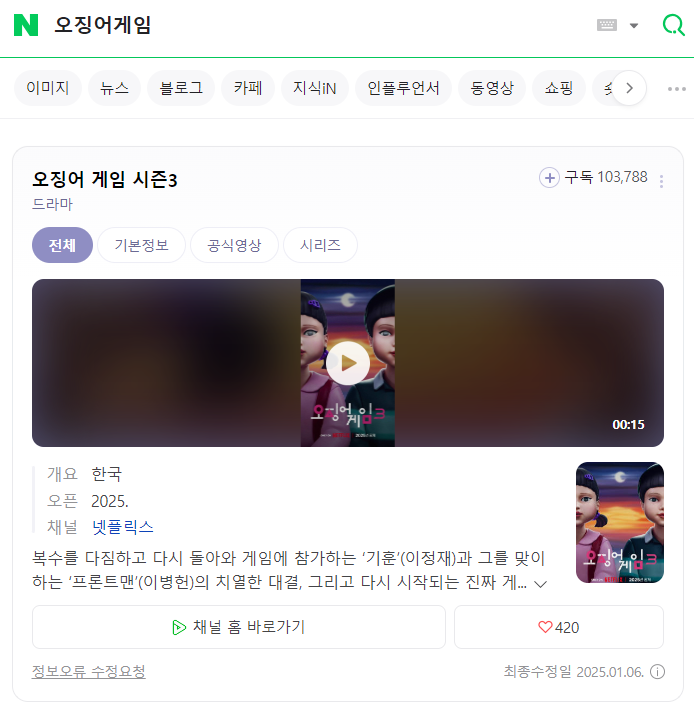 N 오징어게임
이미지 뉴스 블로그 카페 지식iN 인플루언서 동영상 쇼핑
오징어 게임 시즌3
구독 103,788
드라마
전체 기본정보 공식영상 시리즈
오징어게임3
00:15
개요 한국
오픈 2025.
채널 넷플릭스
오징어게임3
복수를 다짐하고 다시 돌아와 게임에 참가하는 ‘기훈’(이정재)과 그를 맞이
하는 ‘프론트맨’(이병헌)의 치열한 대결, 그리고 다시 시작되는 진짜 게...
채널 홈 바로가기
420
정보오류 수정요청
최종수정일 2025.01.06.